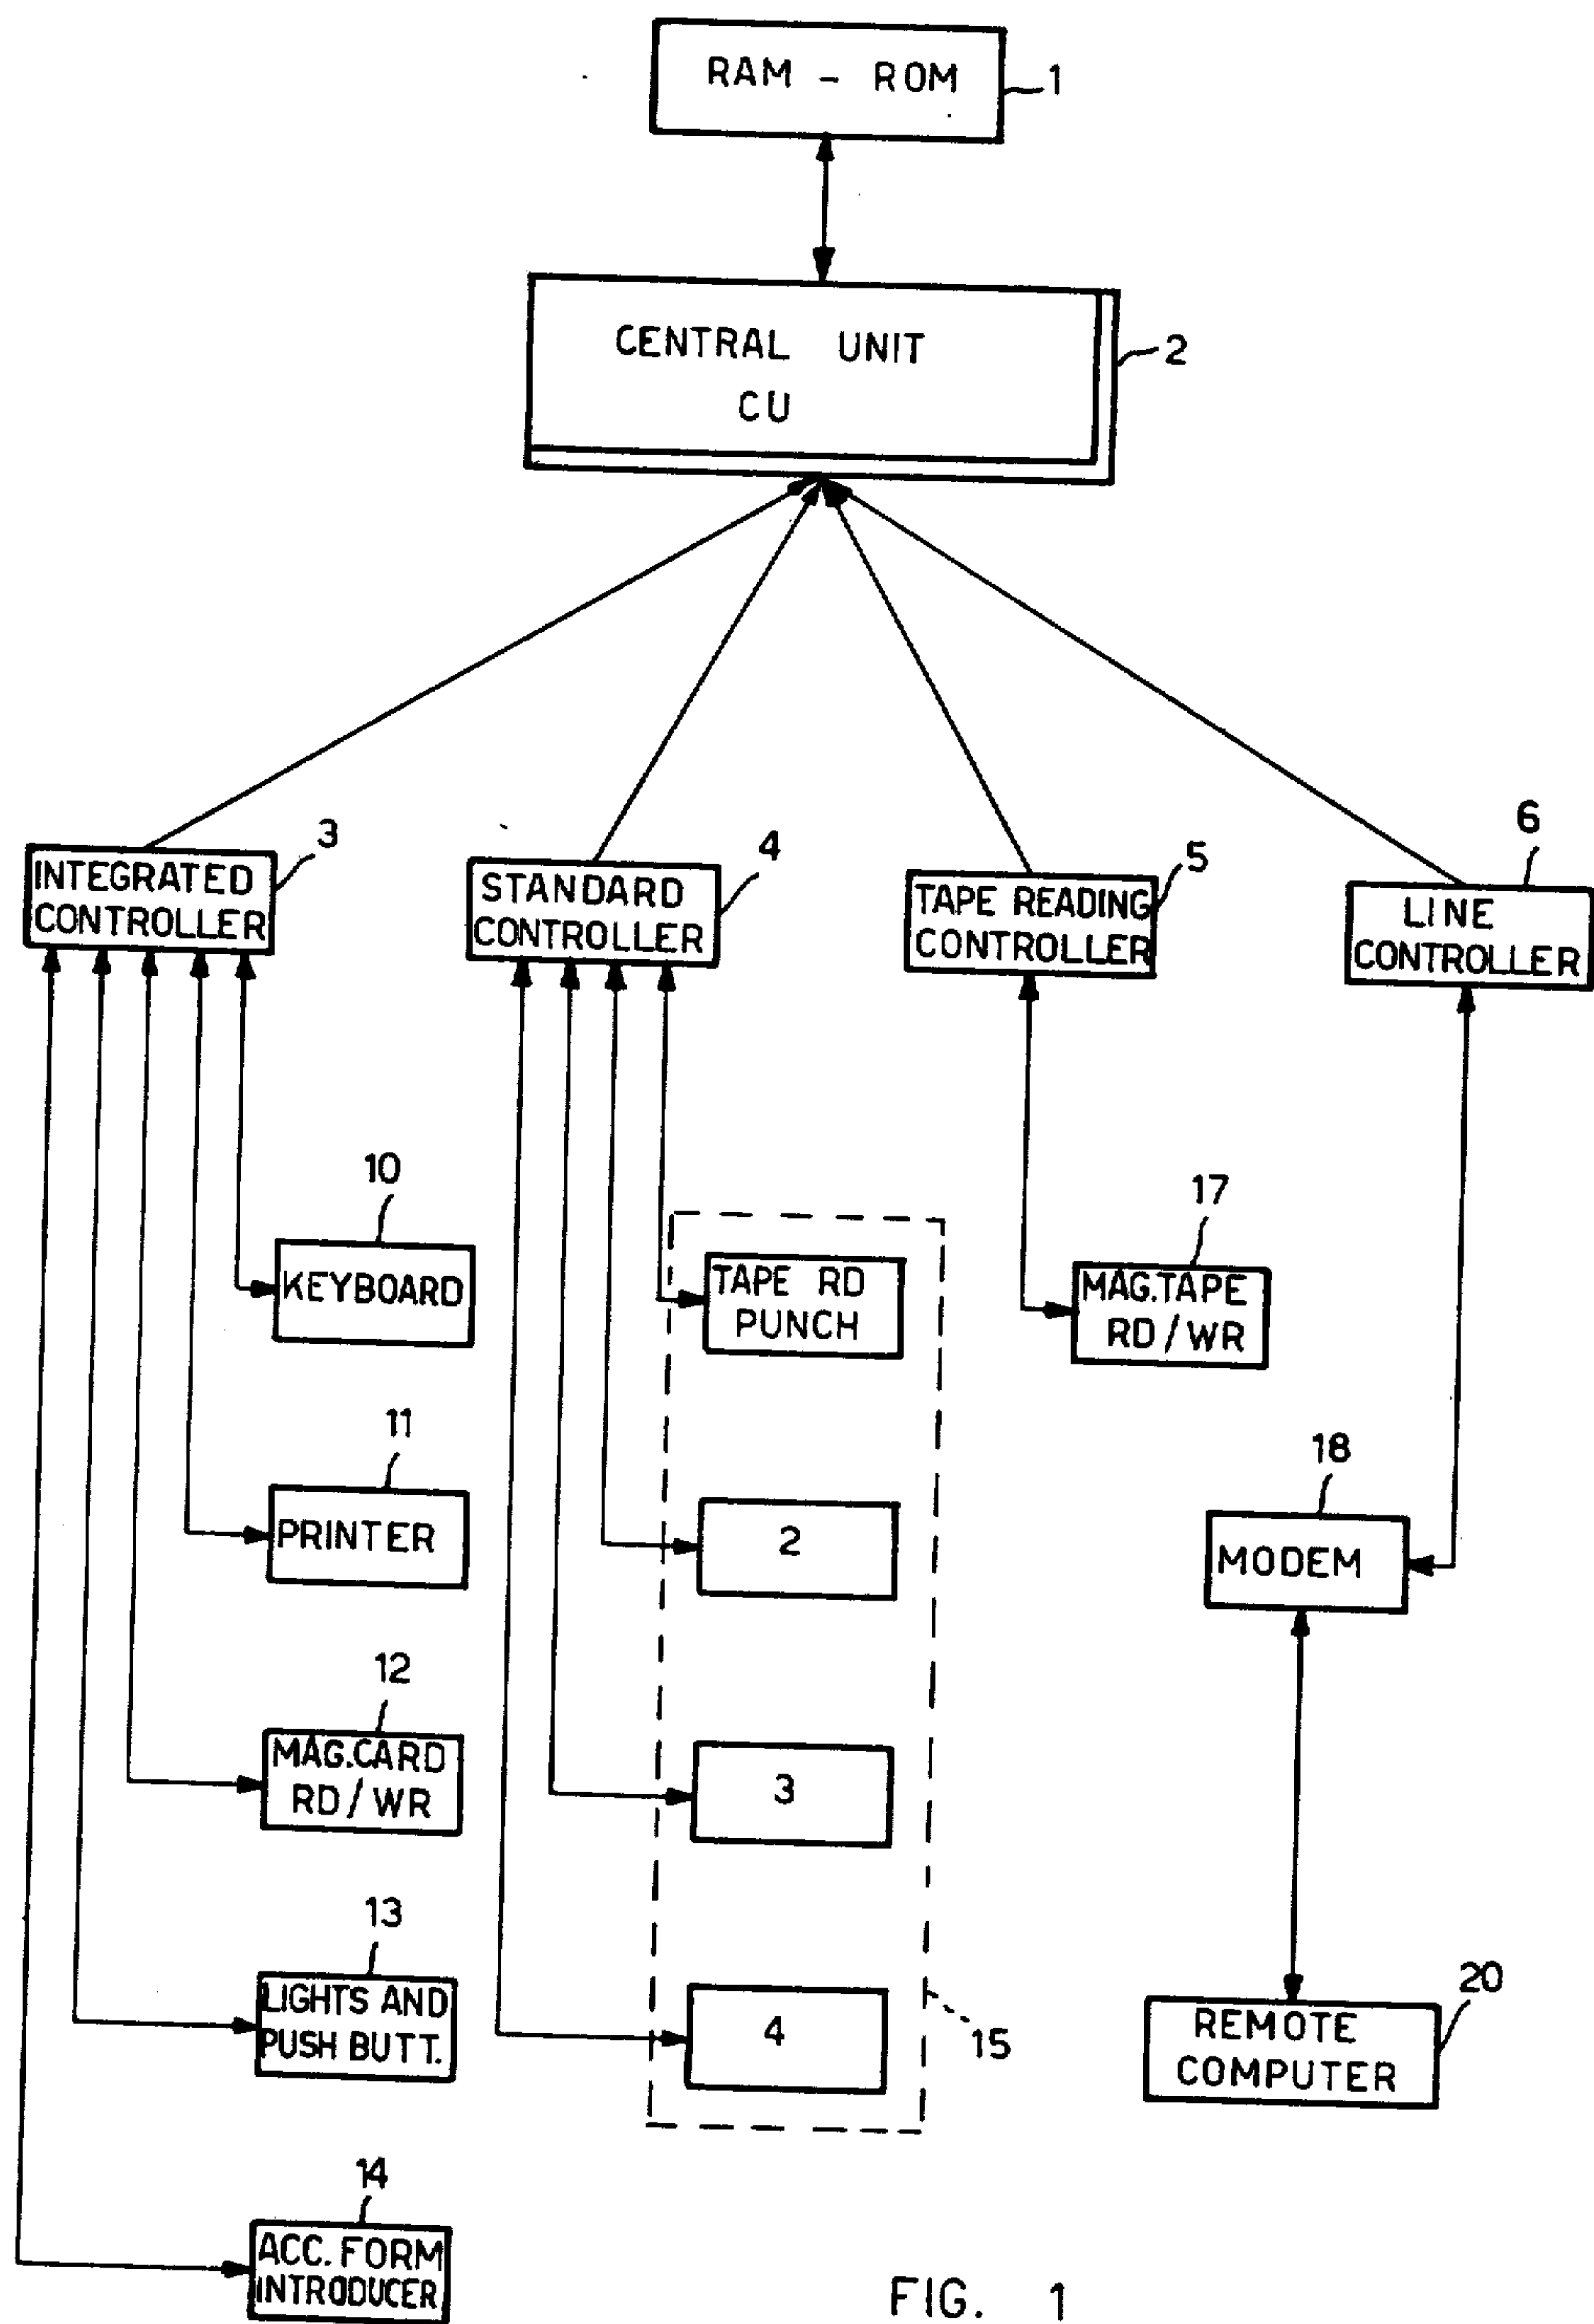 RAM - ROM
1
CENTRAL UNIT
CU
2
INTEGRATED
CONTROLLER
3
STANDARD
CONTROLLER
4
TAPE READING
CONTROLLER
5
LINE
CONTROLLER
6
10
KEYBOARD
TAPE RD
PUNCH
17
MAG.TAPE
RD/WR
11
PRINTER
2
18
MODEM
12
MAG.CARD
RD/WR
3
13
LIGHTS AND
PUSH BUTT.
4
15
20
REMOTE
COMPUTER
14
ACC. FORM
INTRODUCER
FIG. 1